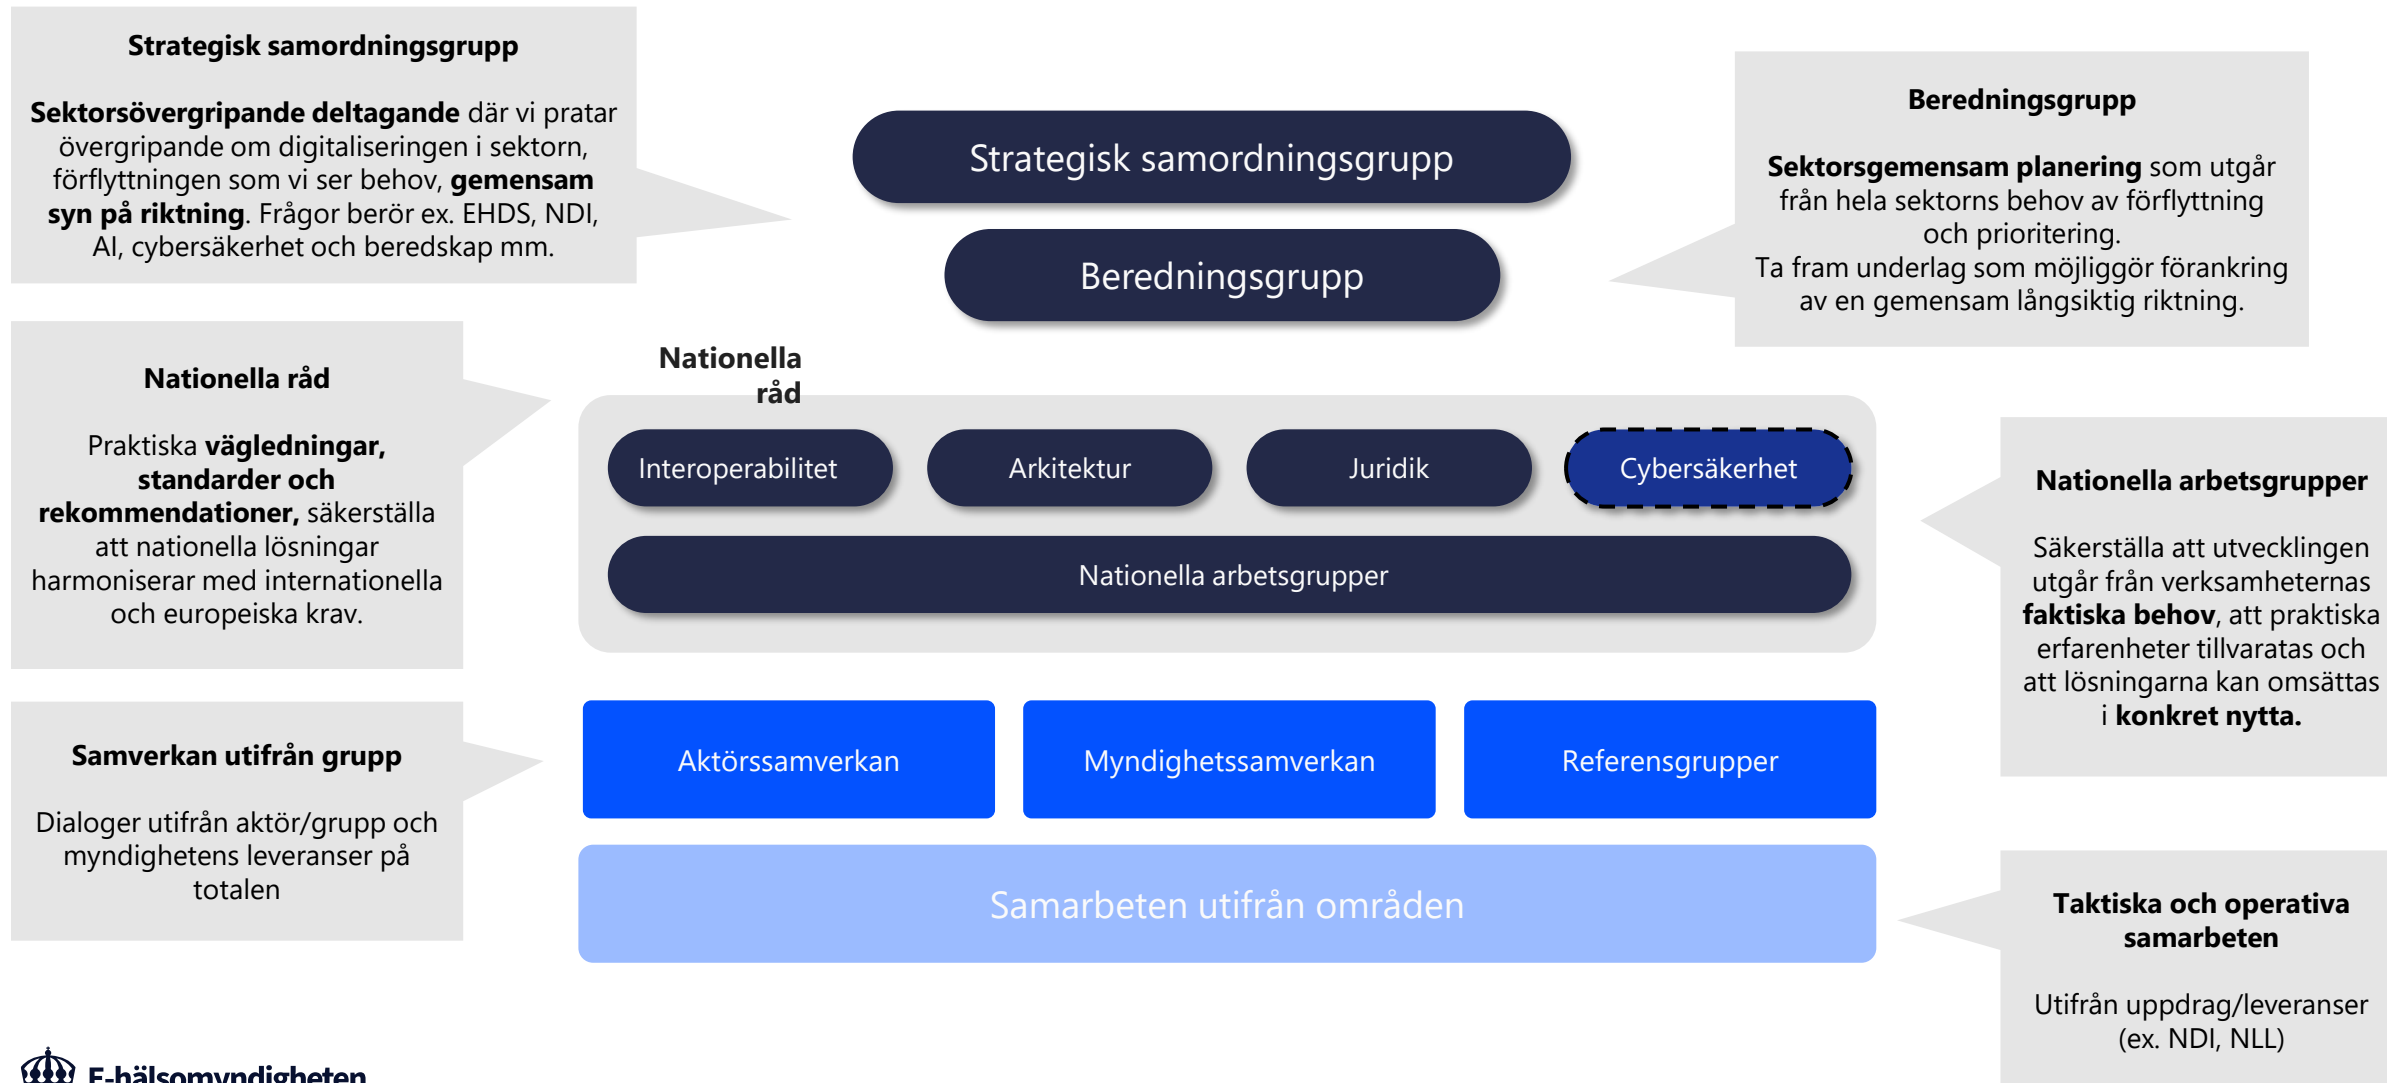 Strategisk samordningsgrupp
Sektorsövergripande deltagande där vi pratar
övergripande om digitaliseringen i sektorn,
förflyttningen som vi ser behov, gemensam
syn på riktning. Frågor berör ex. EHDS, NDI,
AI, cybersäkerhet och beredskap mm.
Strategisk samordningsgrupp
Beredningsgrupp
Beredningsgrupp
Sektorsgemensam planering som utgår
från hela sektorns behov av förflyttning
och prioritering.
Ta fram underlag som möjliggör förankring
av en gemensam långsiktig riktning.
Nationella råd
Praktiska vägledningar,
standarder och
rekommendationer, säkerställa
att nationella lösningar
harmoniserar med internationella
och europeiska krav.
Nationella
råd
Interoperabilitet
Arkitektur
Juridik
Cybersäkerhet
Nationella arbetsgrupper
Nationella arbetsgrupper
Säkerställa att utvecklingen
utgår från verksamheternas
faktiska behov, att praktiska
erfarenheter tillvaratas och
att lösningarna kan omsättas
i konkret nytta.
Samverkan utifrån grupp
Dialoger utifrån aktör/grupp och
myndighetens leveranser på
totalen
Aktörssamverkan
Myndighetssamverkan
Referensgrupper
Samarbeten utifrån områden
Taktiska och operativa
samarbeten
Utifrån uppdrag/leveranser
(ex. NDI, NLL)
E-hälsomyndigheten